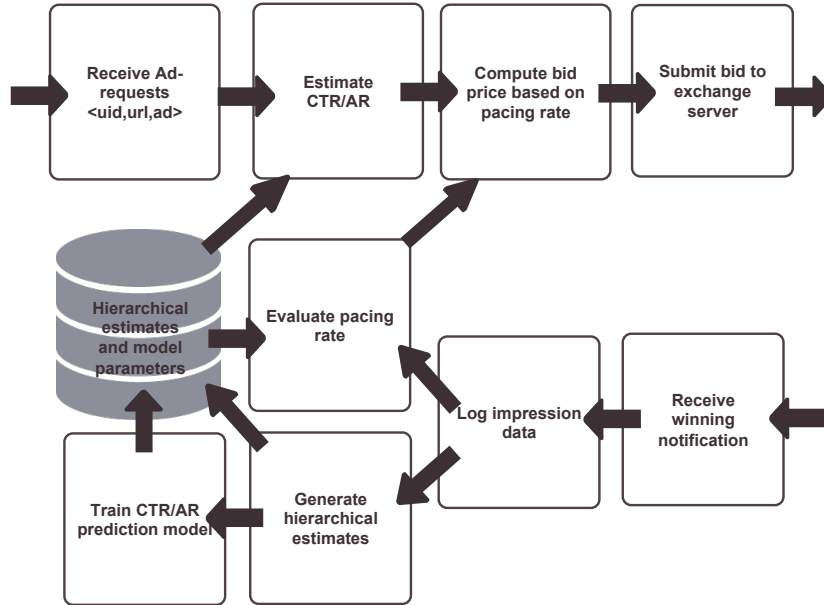 Receive Ad-
requests
<uid,url,ad>
Estimate
CTR/AR
Compute bid
price based on
pacing rate
Submit bid to
exchange
server
Hierarchical
estimates
and model
parameters
Evaluate pacing
rate
Log impression
data
Receive
winning
notification
Train CTR/AR
prediction model
Generate
hierarchical
estimates